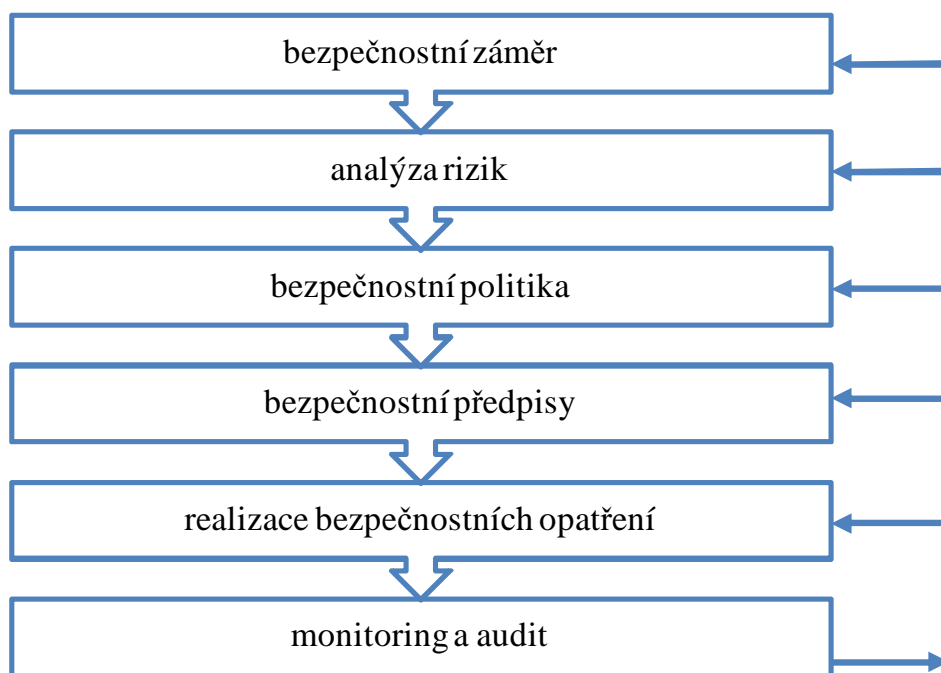 bezpečnostní záměr
analýza rizik
bezpečnostní politika
bezpečnostní předpisy
realizace bezpečnostních opatření
monitoring a audit